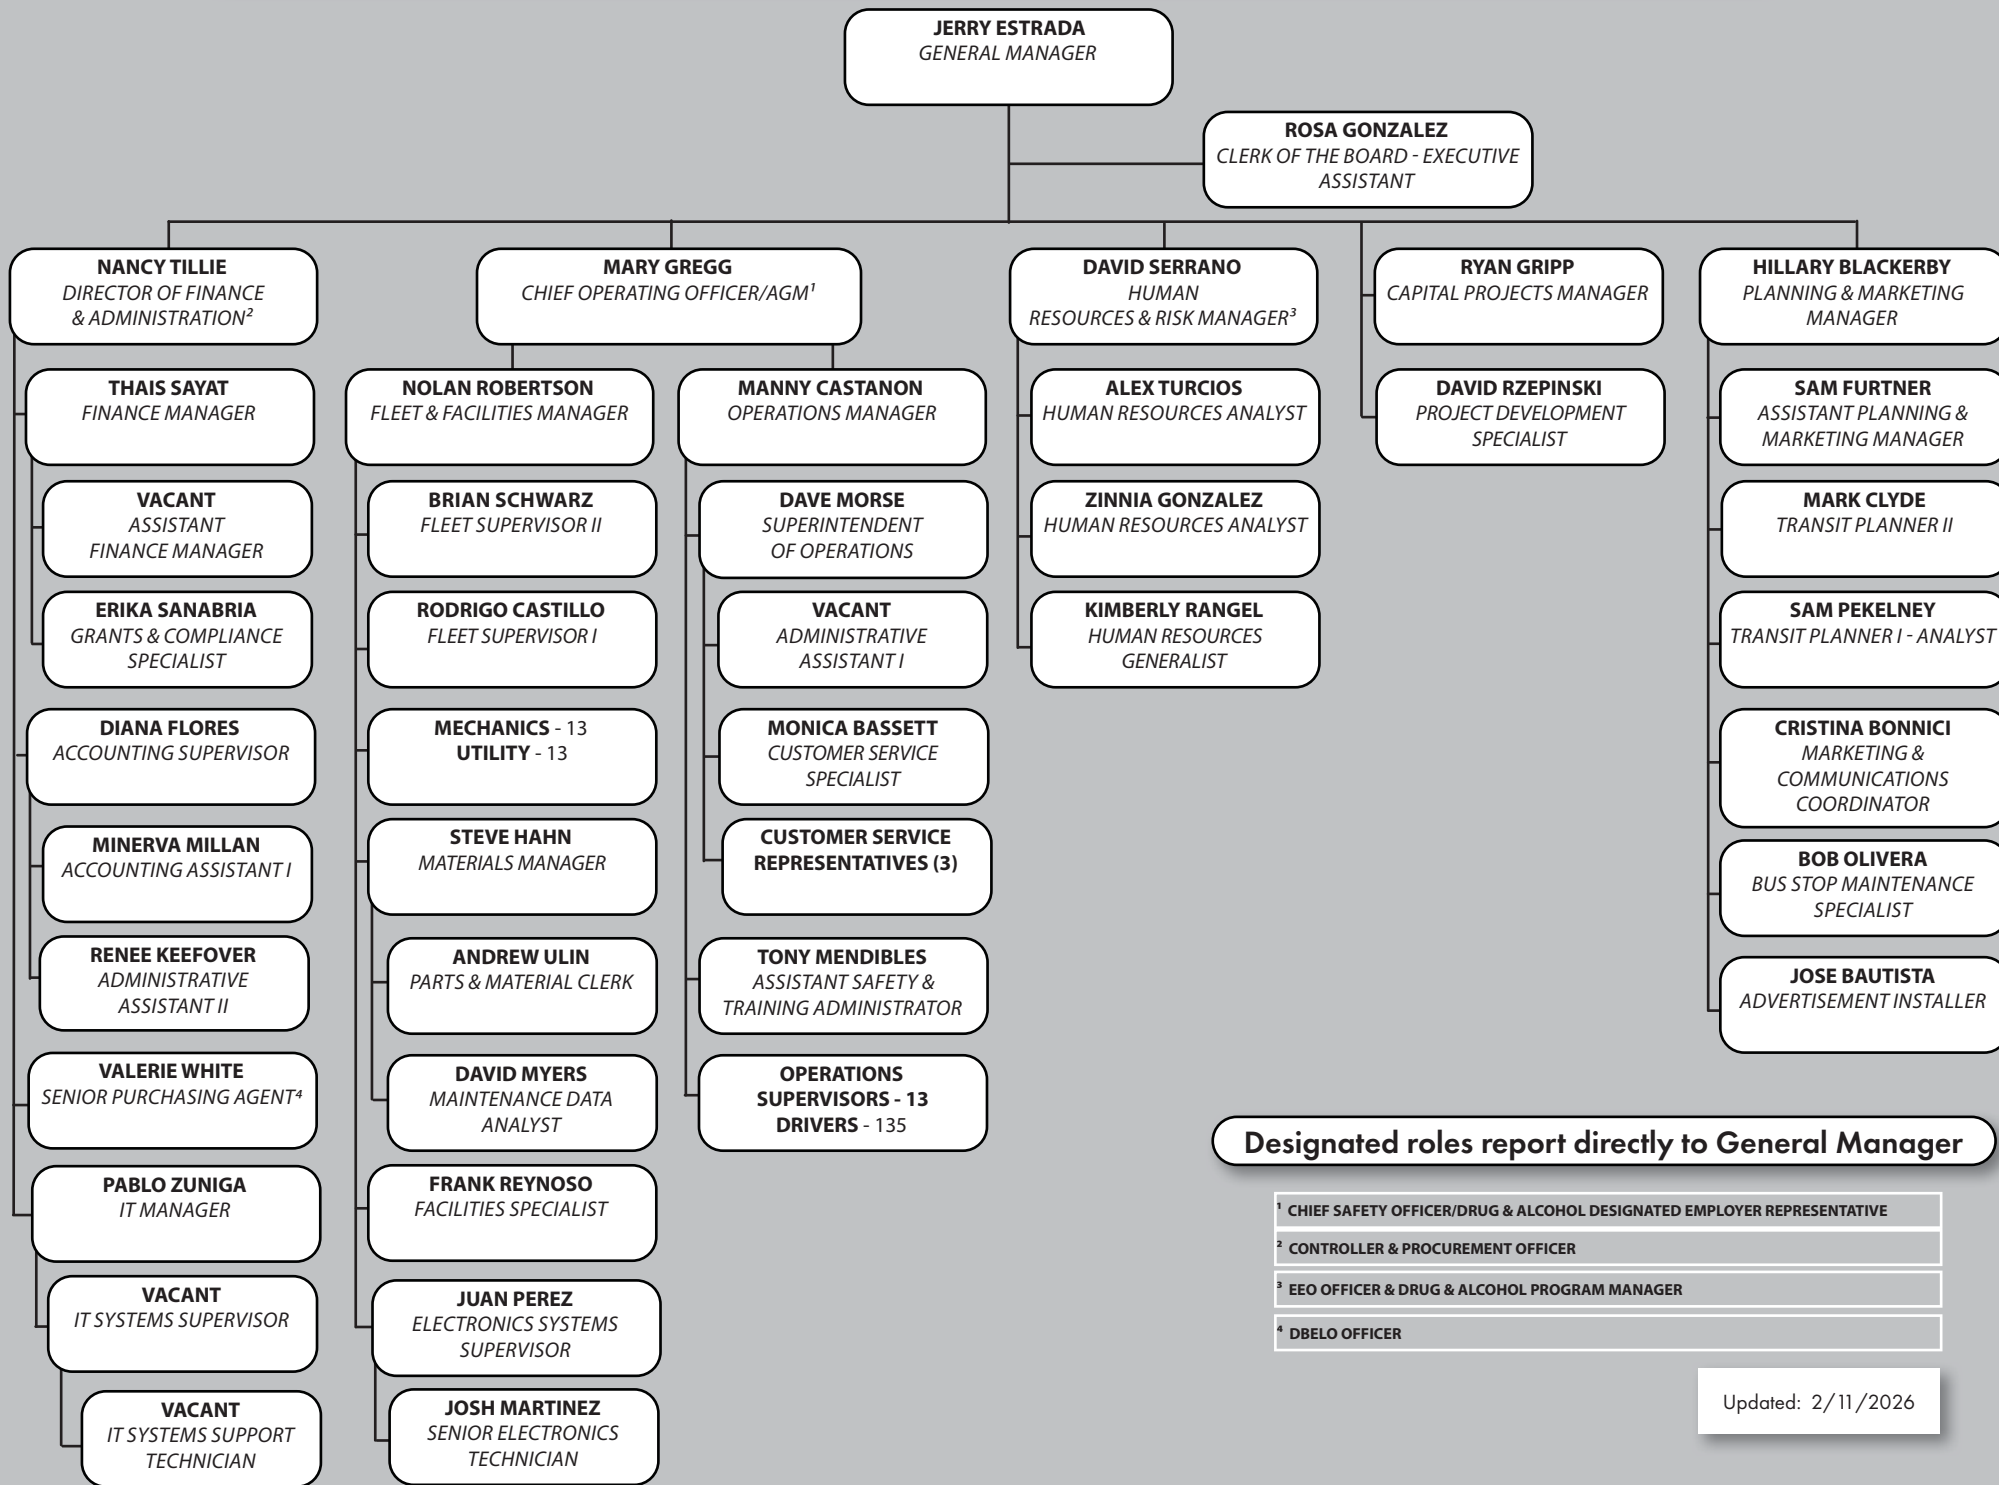 JERRY ESTRADA
GENERAL MANAGER
ROSA GONZALEZ
CLERK OF THE BOARD - EXECUTIVE
ASSISTANT
NANCY TILLIE
DIRECTOR OF FINANCE
& ADMINISTRATION²
MARY GREGG
CHIEF OPERATING OFFICER/AGM¹
DAVID SERRANO
HUMAN
RESOURCES & RISK MANAGER³
RYAN GRIPP
CAPITAL PROJECTS MANAGER
HILLARY BLACKERBY
PLANNING & MARKETING
MANAGER
THAIS SAYAT
FINANCE MANAGER
VACANT
ASSISTANT
FINANCE MANAGER
ERIKA SANABRIA
GRANTS & COMPLIANCE
SPECIALIST
DIANA FLORES
ACCOUNTING SUPERVISOR
MINERVA MILLAN
ACCOUNTING ASSISTANT I
RENEE KEEFOVER
ADMINISTRATIVE
ASSISTANT II
VALERIE WHITE
SENIOR PURCHASING AGENT⁴
PABLO ZUNIGA
IT MANAGER
VACANT
IT SYSTEMS SUPERVISOR
VACANT
IT SYSTEMS SUPPORT
TECHNICIAN
NOLAN ROBERTSON
FLEET & FACILITIES MANAGER
BRIAN SCHWARZ
FLEET SUPERVISOR II
RODRIGO CASTILLO
FLEET SUPERVISOR I
MECHANICS - 13
UTILITY - 13
STEVE HAHN
MATERIALS MANAGER
ANDREW ULIN
PARTS & MATERIAL CLERK
DAVID MYERS
MAINTENANCE DATA
ANALYST
FRANK REYNOSO
FACILITIES SPECIALIST
JUAN PEREZ
ELECTRONICS SYSTEMS
SUPERVISOR
JOSH MARTINEZ
SENIOR ELECTRONICS
TECHNICIAN
MANNY CASTANON
OPERATIONS MANAGER
DAVE MORSE
SUPERINTENDENT
OF OPERATIONS
VACANT
ADMINISTRATIVE
ASSISTANT I
MONICA BASSETT
CUSTOMER SERVICE
SPECIALIST
CUSTOMER SERVICE
REPRESENTATIVES (3)
TONY MENDIBLES
ASSISTANT SAFETY &
TRAINING ADMINISTRATOR
OPERATIONS
SUPERVISORS - 13
DRIVERS - 135
ALEX TURCIOS
HUMAN RESOURCES ANALYST
ZINNIA GONZALEZ
HUMAN RESOURCES ANALYST
KIMBERLY RANGEL
HUMAN RESOURCES
GENERALIST
DAVID RZEPINSKI
PROJECT DEVELOPMENT
SPECIALIST
SAM FURTNER
ASSISTANT PLANNING &
MARKETING MANAGER
MARK CLYDE
TRANSIT PLANNER II
SAM PEKELNEY
TRANSIT PLANNER I - ANALYST
CRISTINA BONNICI
MARKETING &
COMMUNICATIONS
COORDINATOR
BOB OLIVERA
BUS STOP MAINTENANCE
SPECIALIST
JOSE BAUTISTA
ADVERTISEMENT INSTALLER
Designated roles report directly to General Manager
¹ CHIEF SAFETY OFFICER/DRUG & ALCOHOL DESIGNATED EMPLOYER REPRESENTATIVE
² CONTROLLER & PROCUREMENT OFFICER
³ EEO OFFICER & DRUG & ALCOHOL PROGRAM MANAGER
⁴ DBELO OFFICER
Updated: 2/11/2026